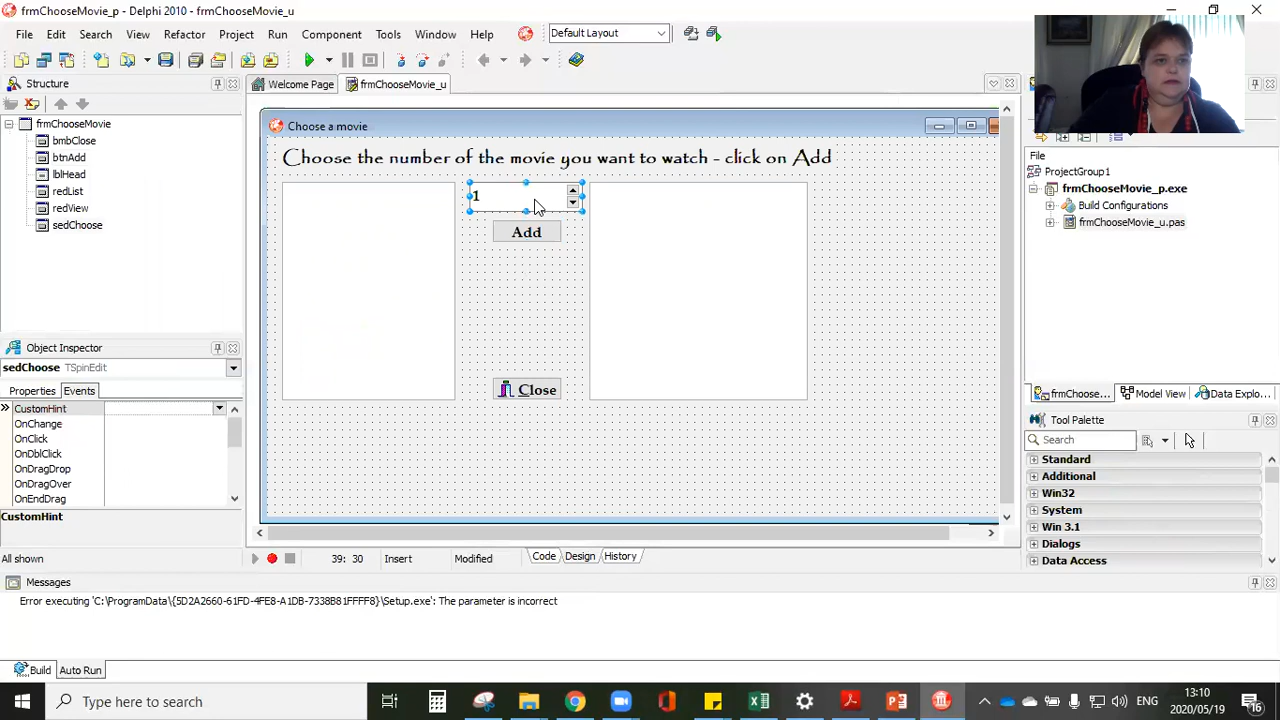 frmChooseMovie_p - Delphi 2010 - frmChooseMovie_u
File Edit Search View Refactor Project Run Component Tools Window Help Default Layout
Structure
Welcome Page frmChooseMovie_u
frmChooseMovie
bmbClose
btnAdd
lblHead
redList
redView
sedChoose
Choose a movie
Choose the number of the movie you want to watch - click on Add
1
Add
Close
File
ProjectGroup1
frmChooseMovie_p.exe
Build Configurations
frmChooseMovie_u.pas
Object Inspector
sedChoose TSpinEdit
Properties Events
CustomHint
OnChange
OnClick
OnDblClick
OnDragDrop
OnDragOver
OnEndDrag
CustomHint
All shown
frmChoose... Model View Data Explo...
Tool Palette
Search
Standard
Additional
Win32
System
Win 3.1
Dialogs
Data Access
39: 30 Insert Modified Code Design History
Messages
Error executing 'C:\ProgramData\{5D2A2660-61FD-4FE8-A1DB-7338B81FFFF8}\Setup.exe': The parameter is incorrect
Build Auto Run
Type here to search
ENG
13:10
2020/05/19
16